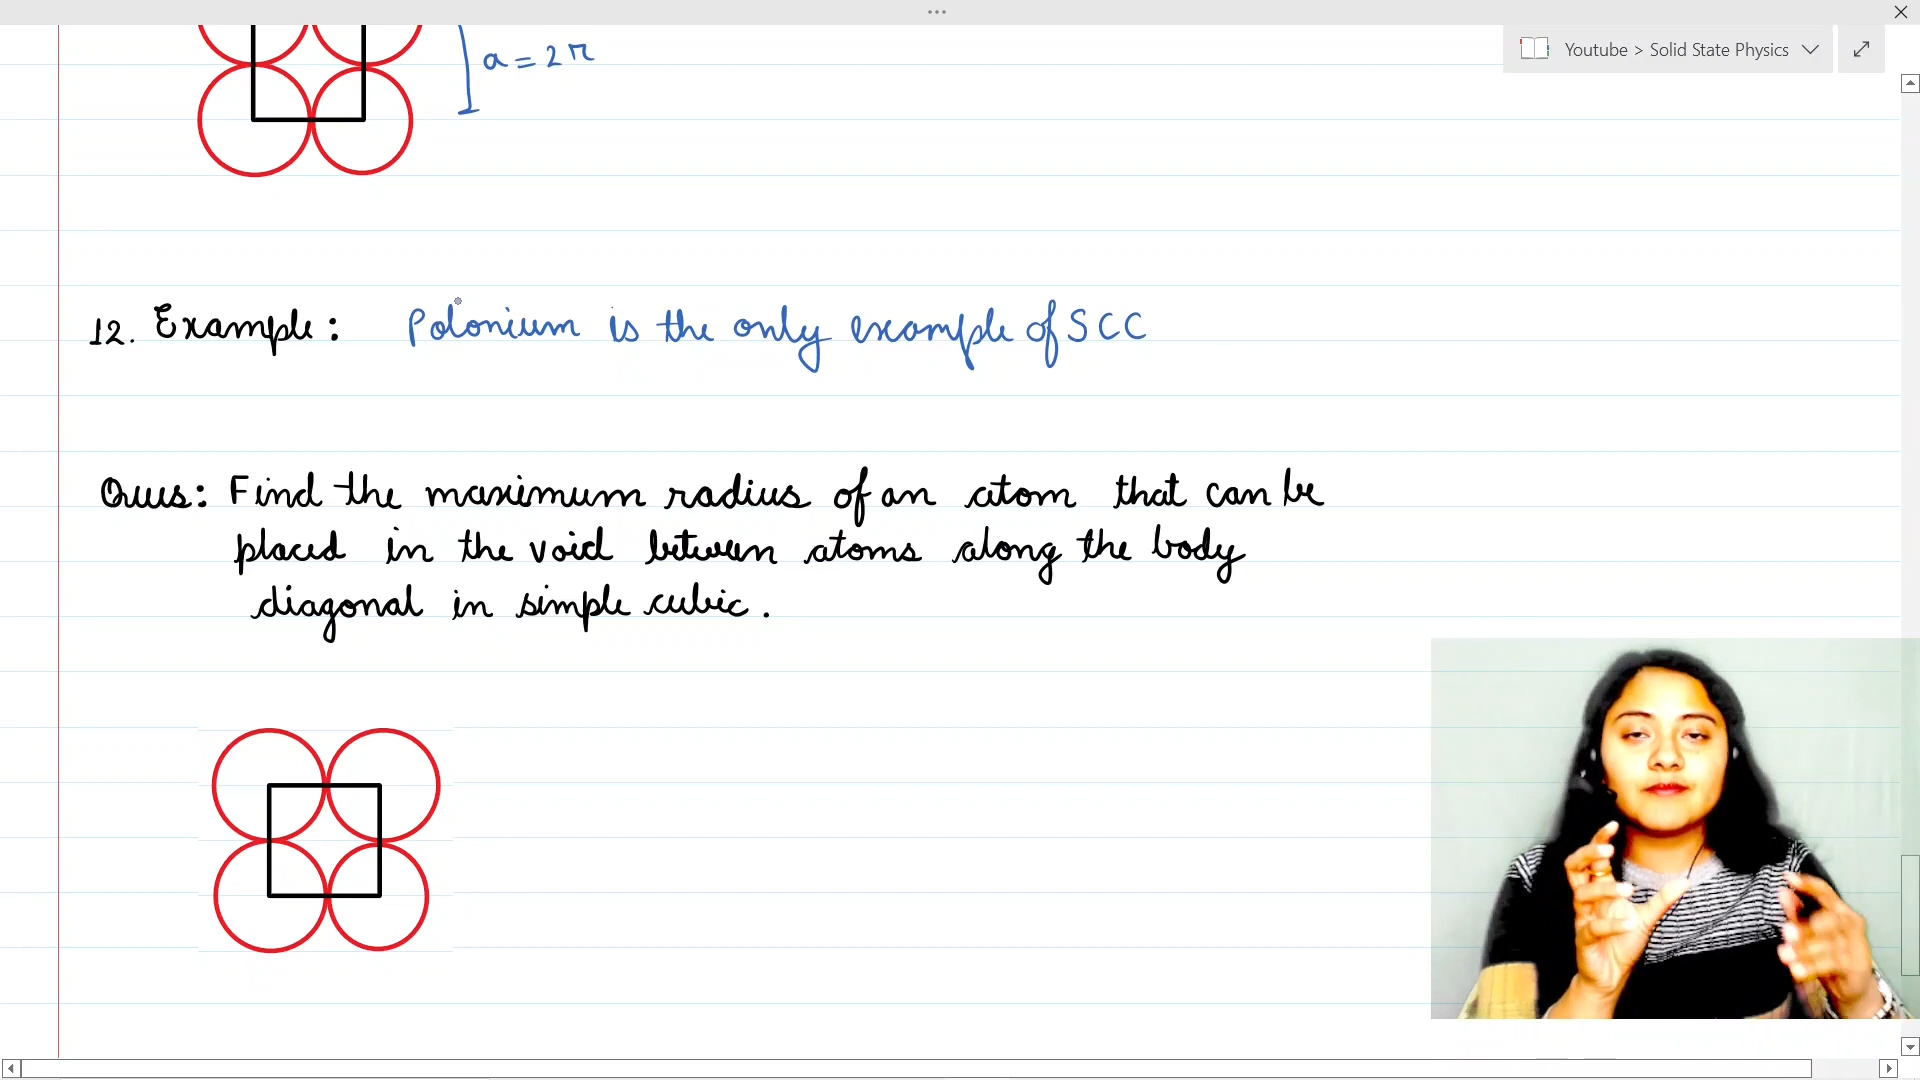 a = 2r
Youtube > Solid State Physics
12. Example: Polonium is the only example of SCC
Ques: Find the maximum radius of an atom that can be
placed in the void between atoms along the body
diagonal in simple cubic.